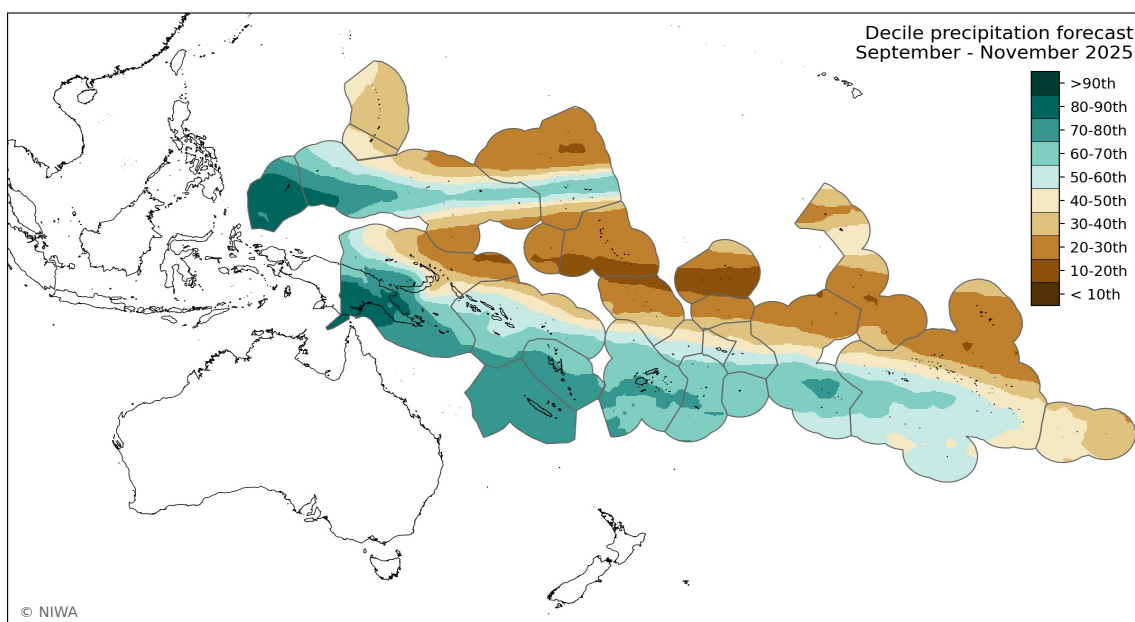 Decile precipitation forecast
September - November 2025
>90th
80-90th
70-80th
60-70th
50-60th
40-50th
30-40th
20-30th
10-20th
< 10th
© NIWA